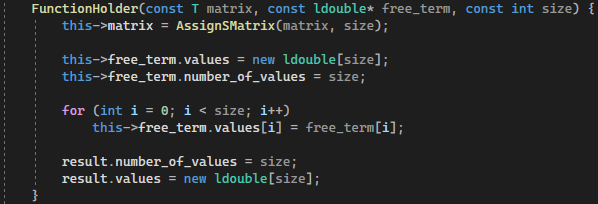 FunctionHolder(const T matrix, const ldouble* free_term, const int size) {
this->matrix = AssignSMatrix(matrix, size);
this->free_term.values = new ldouble[size];
this->free_term.number_of_values = size;
for (int i = 0; i < size; i++)
this->free_term.values[i] = free_term[i];
result.number_of_values = size;
result.values = new ldouble[size];
}